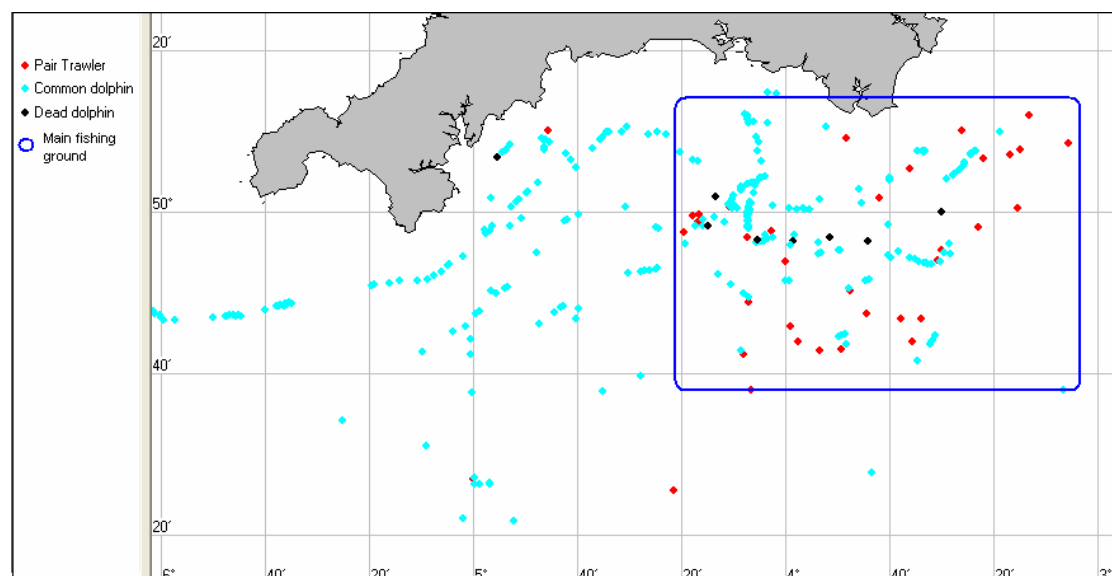 Pair Trawler
Common dolphin
Dead dolphin
Main fishing
ground
20´
50°
40´
20´
6° 40´ 20´ 5° 40´ 20´ 4° 40´ 20´ 3°